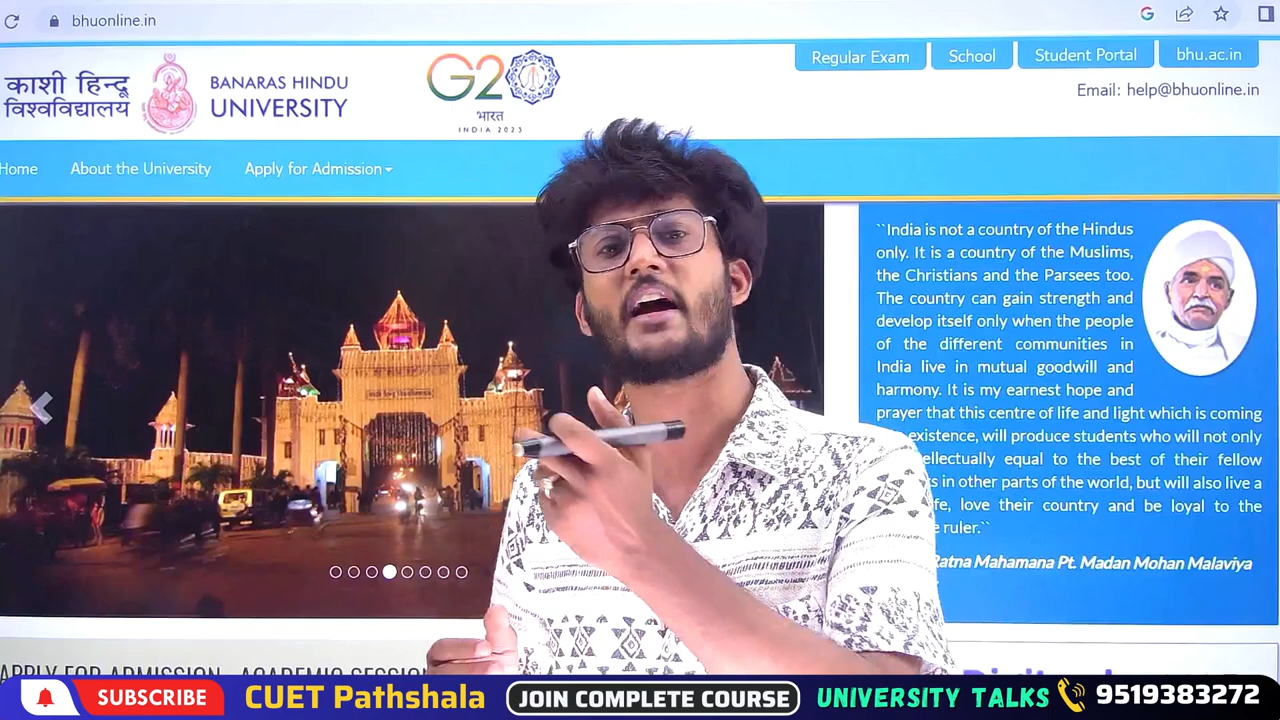 bhuonline.in
काशी हिन्दू
विश्वविद्यालय
BANARAS HINDU
UNIVERSITY
G20
भारत
INDIA 2023
Regular Exam
School
Student Portal
bhu.ac.in
Email: help@bhuonline.in
Home
About the University
Apply for Admission
``India is not a country of the Hindus
only. It is a country of the Muslims,
the Christians and the Parsees too.
The country can gain strength and
develop itself only when the people
of the different communities in
India live in mutual goodwill and
harmony. It is my earnest hope and
prayer that this centre of life and light which is coming
existence, will produce students who will not only
ellectually equal to the best of their fellow
in other parts of the world, but will also live a
love their country and be loyal to the
ruler.``
Ratna Mahamana Pt. Madan Mohan Malaviya
APPLY FOR ADMISSION - ACADEMIC SESSION
SUBSCRIBE
CUET Pathshala
JOIN COMPLETE COURSE
UNIVERSITY TALKS
9519383272